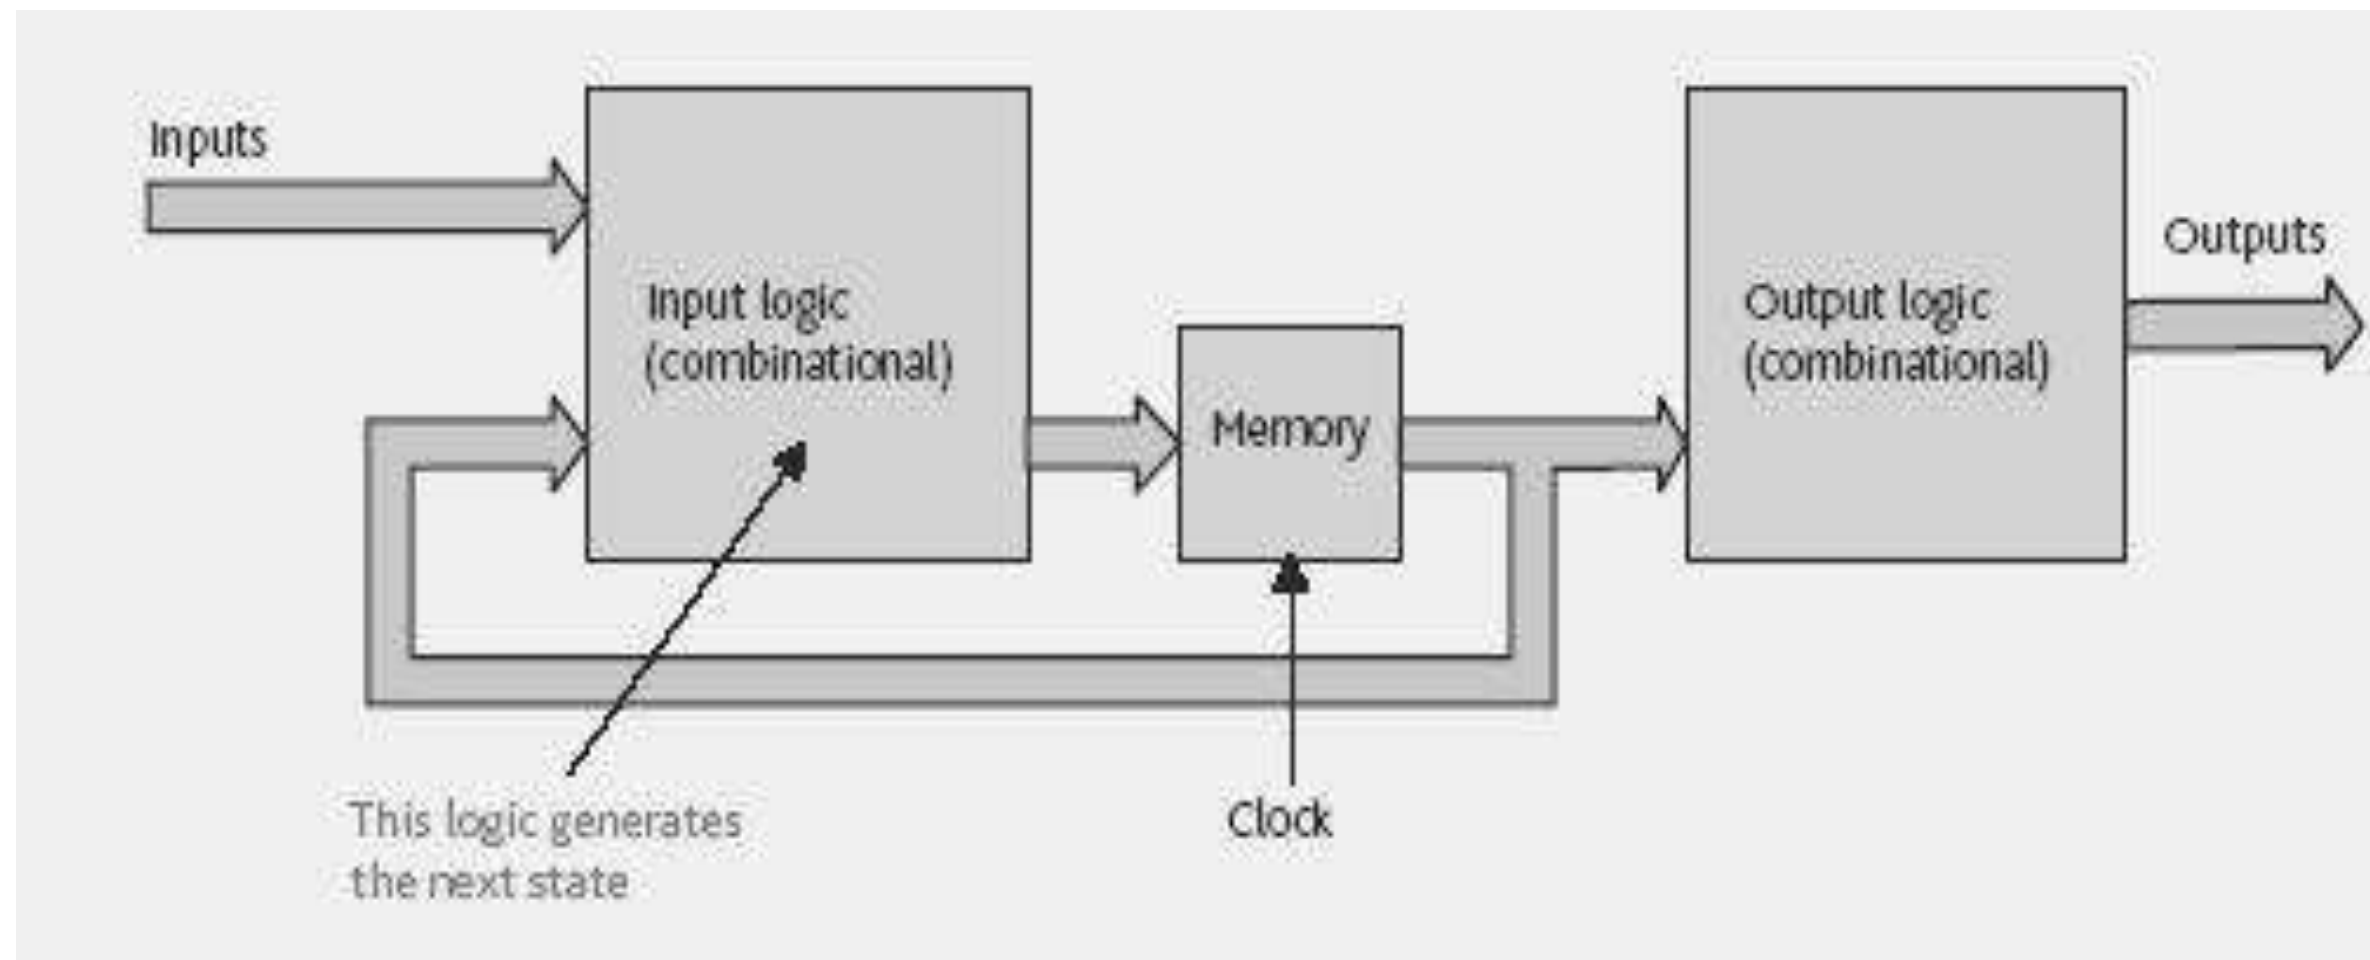 Inputs
Input logic
(combinational)
Memory
Output logic
(combinational)
Outputs
This logic generates
the next state
Clock